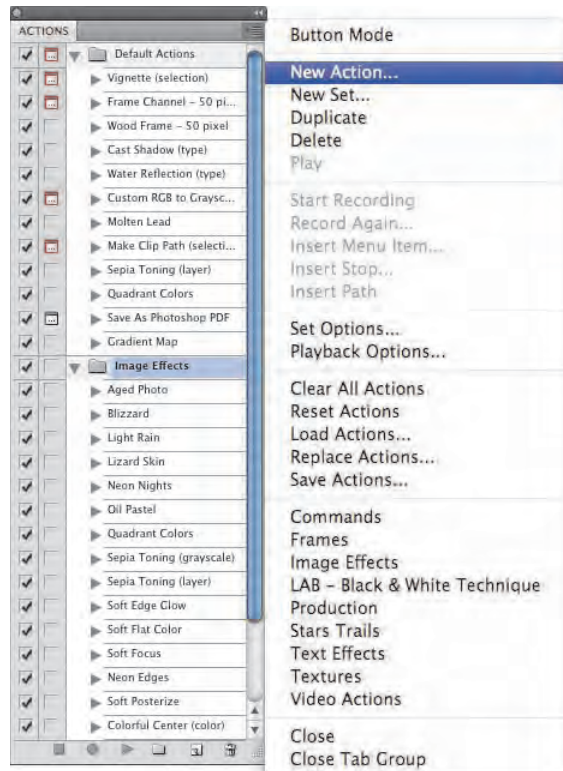 ACTIONS
Default Actions
Vignette (selection)
Frame Channel – 50 pi...
Wood Frame – 50 pixel
Cast Shadow (type)
Water Reflection (type)
Custom RGB to Graysc...
Molten Lead
Make Clip Path (selecti...
Sepia Toning (layer)
Quadrant Colors
Save As Photoshop PDF
Gradient Map
Image Effects
Aged Photo
Blizzard
Light Rain
Lizard Skin
Neon Nights
Oil Pastel
Quadrant Colors
Sepia Toning (grayscale)
Sepia Toning (layer)
Soft Edge Glow
Soft Flat Color
Soft Focus
Neon Edges
Soft Posterize
Colorful Center (color)
Button Mode
New Action...
New Set...
Duplicate
Delete
Play
Start Recording
Record Again...
Insert Menu Item...
Insert Stop...
Insert Path
Set Options...
Playback Options...
Clear All Actions
Reset Actions
Load Actions...
Replace Actions...
Save Actions...
Commands
Frames
Image Effects
LAB – Black & White Technique
Production
Stars Trails
Text Effects
Textures
Video Actions
Close
Close Tab Group